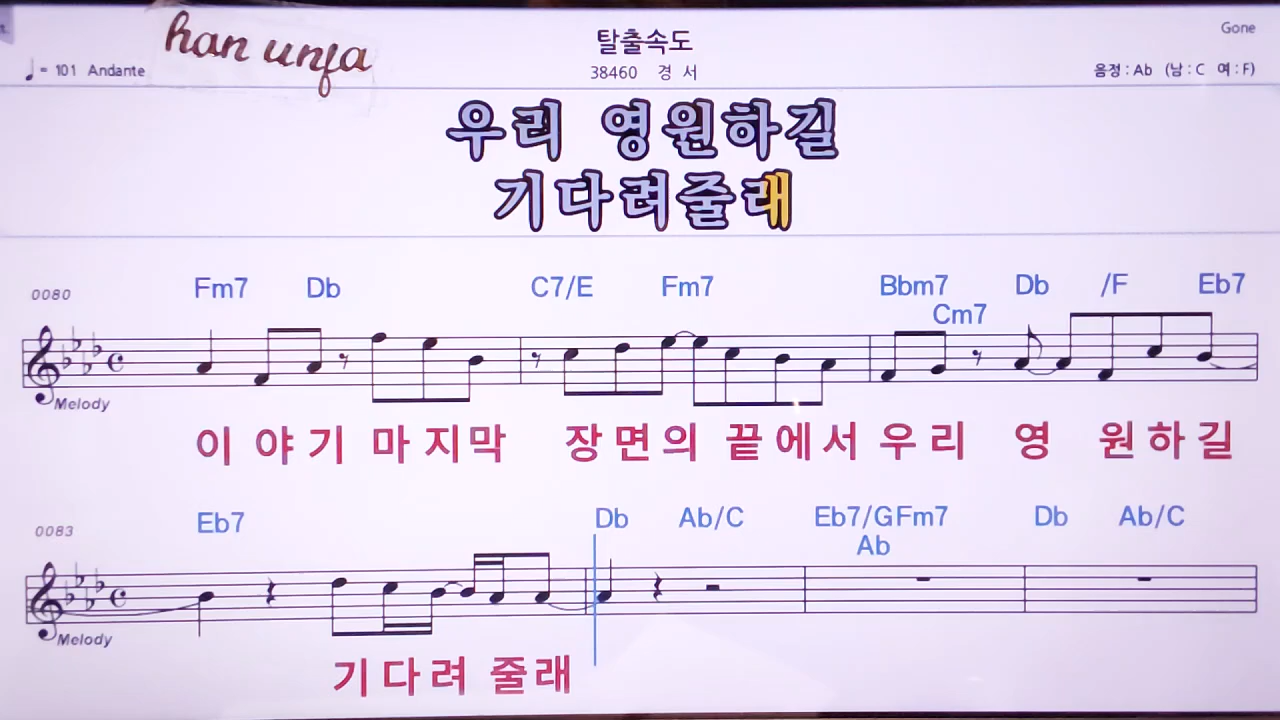 han unfa
탈출속도
Gone
♩= 101 Andante
38460 경 서
음정 : Ab (남 : C 여 : F)
우리 영원하길
기다려줄래
0080
Fm7 Db C7/E Fm7 Bbm7 Cm7 Db /F Eb7
Melody
이 야 기 마 지 막 장 면 의 끝 에 서 우 리 영 원 하 길
0083
Eb7 Db Ab/C Eb7/G Ab Fm7 Db Ab/C
Melody
기 다 려 줄 래